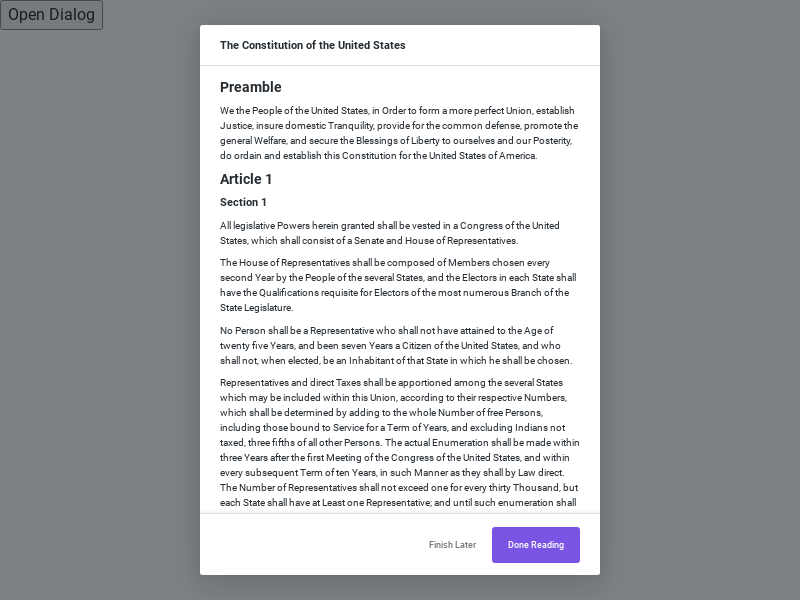 Open Dialog
The Constitution of the United States
Preamble
We the People of the United States, in Order to form a more perfect Union, establish
Justice, insure domestic Tranquility, provide for the common defense, promote the
general Welfare, and secure the Blessings of Liberty to ourselves and our Posterity,
do ordain and establish this Constitution for the United States of America.
Article 1
Section 1
All legislative Powers herein granted shall be vested in a Congress of the United
States, which shall consist of a Senate and House of Representatives.
The House of Representatives shall be composed of Members chosen every
second Year by the People of the several States, and the Electors in each State shall
have the Qualifications requisite for Electors of the most numerous Branch of the
State Legislature.
No Person shall be a Representative who shall not have attained to the Age of
twenty five Years, and been seven Years a Citizen of the United States, and who
shall not, when elected, be an Inhabitant of that State in which he shall be chosen.
Representatives and direct Taxes shall be apportioned among the several States
which may be included within this Union, according to their respective Numbers,
which shall be determined by adding to the whole Number of free Persons,
including those bound to Service for a Term of Years, and excluding Indians not
taxed, three fifths of all other Persons. The actual Enumeration shall be made within
three Years after the first Meeting of the Congress of the United States, and within
every subsequent Term of ten Years, in such Manner as they shall by Law direct.
The Number of Representatives shall not exceed one for every thirty Thousand, but
each State shall have at Least one Representative; and until such enumeration shall
Finish Later
Done Reading